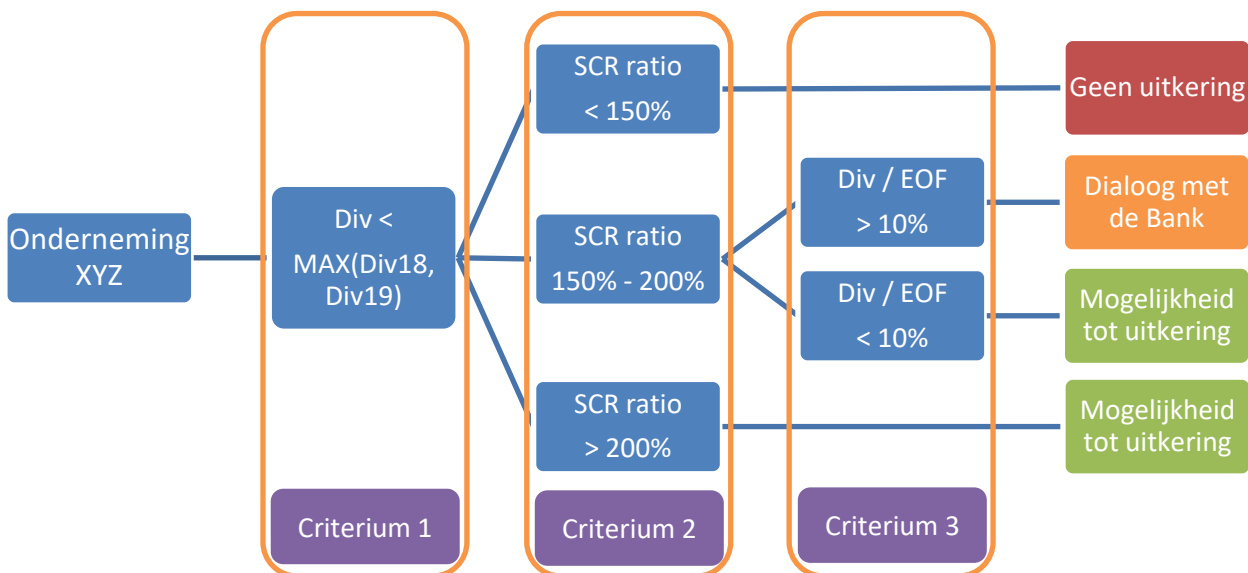 Onderneming
XYZ
Div <
MAX(Div18,
Div19)
Criterium 1
SCR ratio
< 150%
SCR ratio
150% - 200%
SCR ratio
> 200%
Criterium 2
Div / EOF
> 10%
Div / EOF
< 10%
Criterium 3
Geen uitkering
Dialoog met
de Bank
Mogelijkheid
tot uitkering
Mogelijkheid
tot uitkering